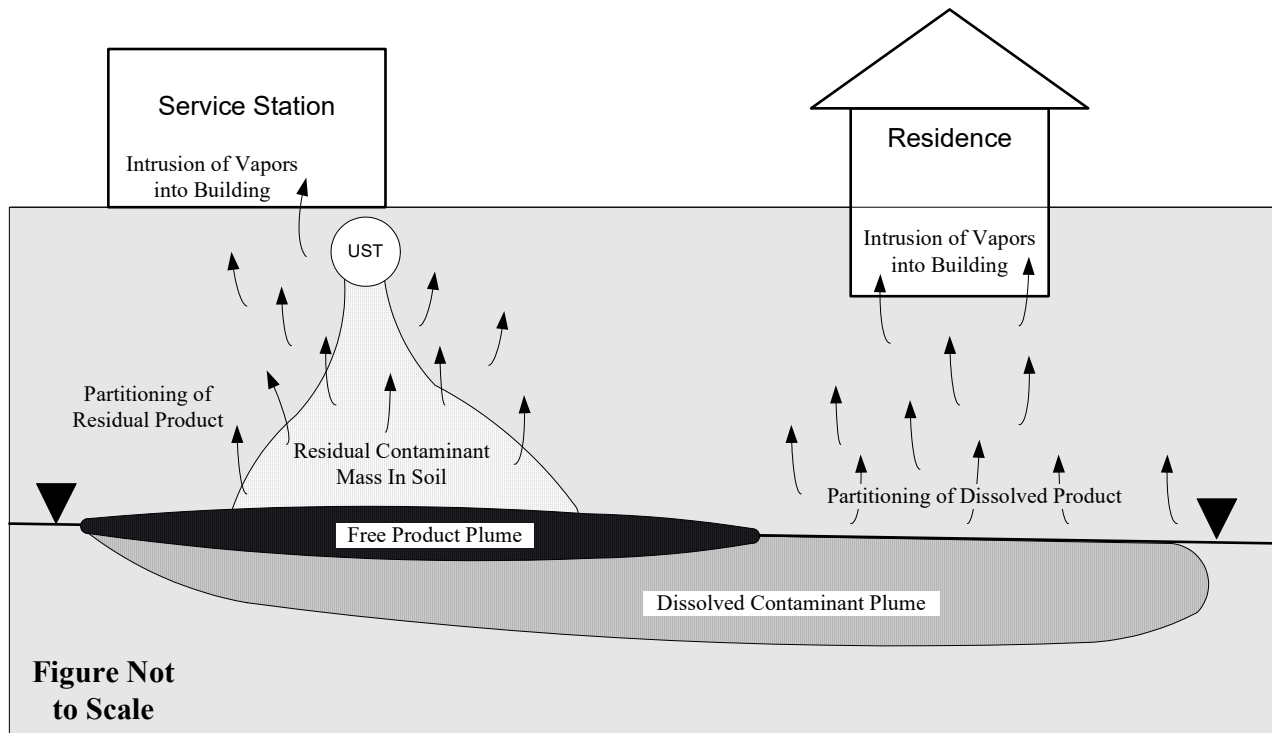 Service Station
Intrusion of Vapors
into Building
Residence
UST
Intrusion of Vapors
into Building
Partitioning of
Residual Product
Residual Contaminant
Mass In Soil
Partitioning of Dissolved Product
Free Product Plume
Dissolved Contaminant Plume
Figure Not
to Scale